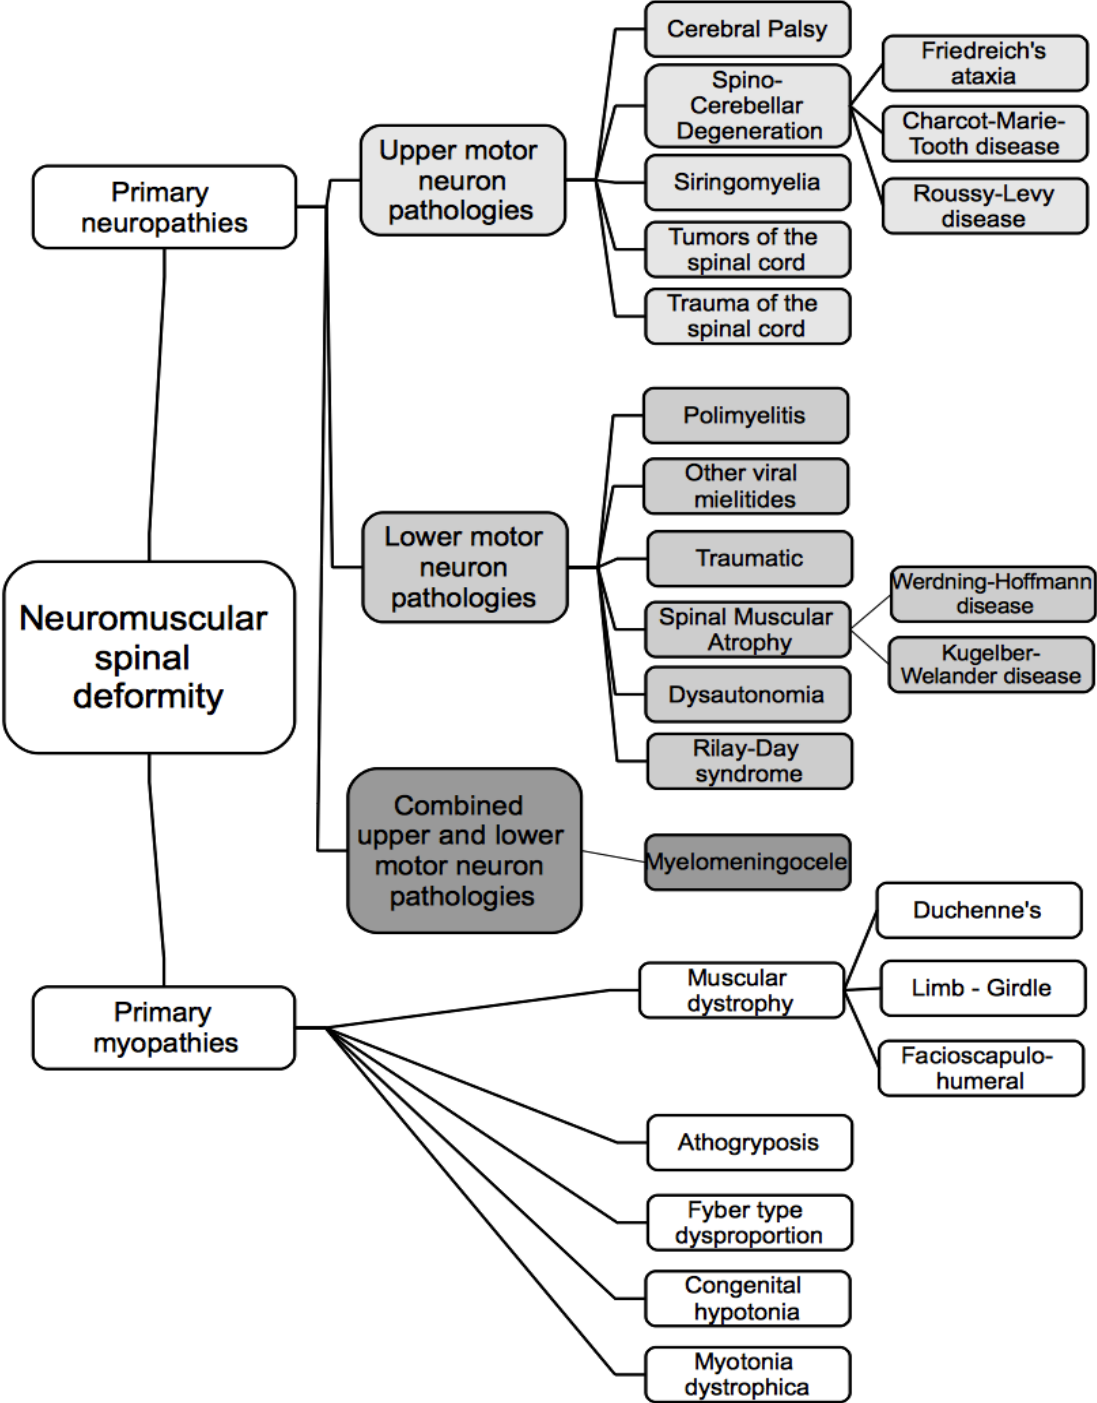 Cerebral Palsy
Spino-
Cerebellar
Degeneration
Friedreich's
ataxia
Charcot-Marie-
Tooth disease
Roussy-Levy
disease
Upper motor
neuron
pathologies
Primary
neuropathies
Siringomyelia
Tumors of the
spinal cord
Trauma of the
spinal cord
Polimyelitis
Other viral
mielitides
Lower motor
neuron
pathologies
Traumatic
Spinal Muscular
Atrophy
Werdning-Hoffmann
disease
Kugelber-
Welander disease
Neuromuscular
spinal
deformity
Dysautonomia
Rilay-Day
syndrome
Combined
upper and lower
motor neuron
pathologies
Myelomeningocele
Primary
myopathies
Muscular
dystrophy
Duchenne's
Limb - Girdle
Facioscapulo-
humeral
Athogryposis
Fyber type
dysproportion
Congenital
hypotonia
Myotonia
dystrophica